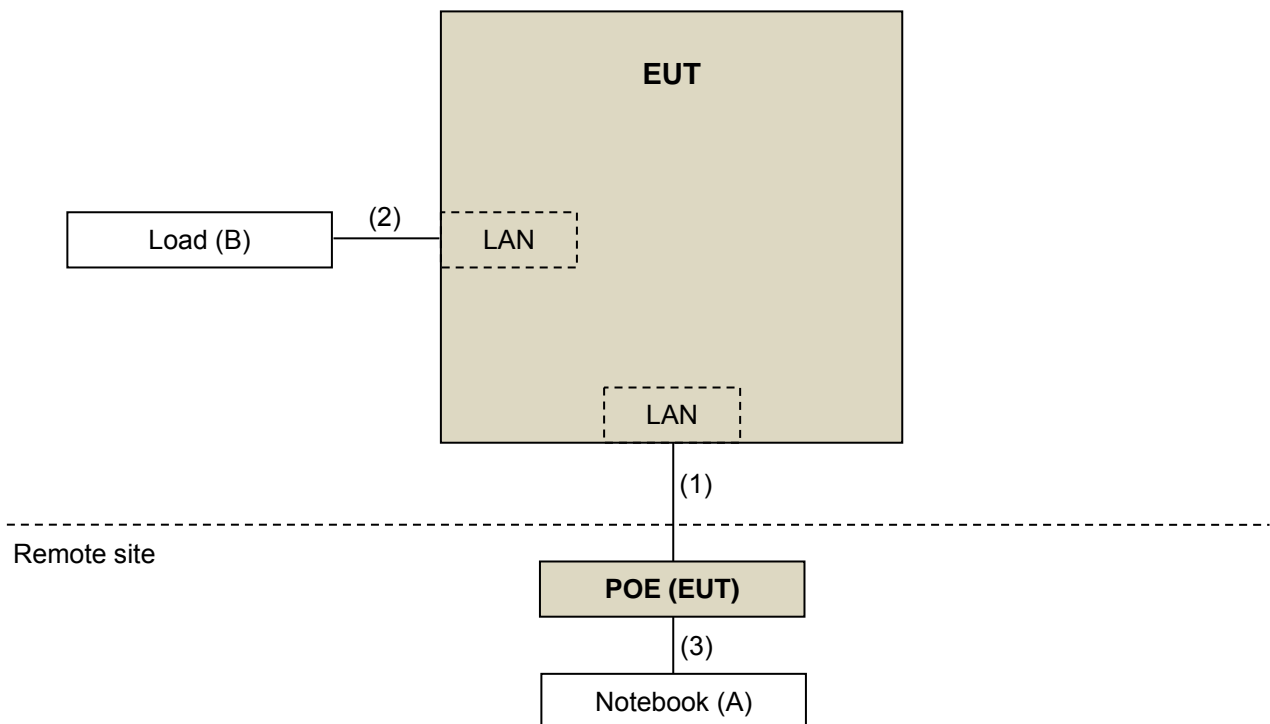 EUT
(2)
Load (B)
LAN
LAN
(1)
Remote site
POE (EUT)
(3)
Notebook (A)